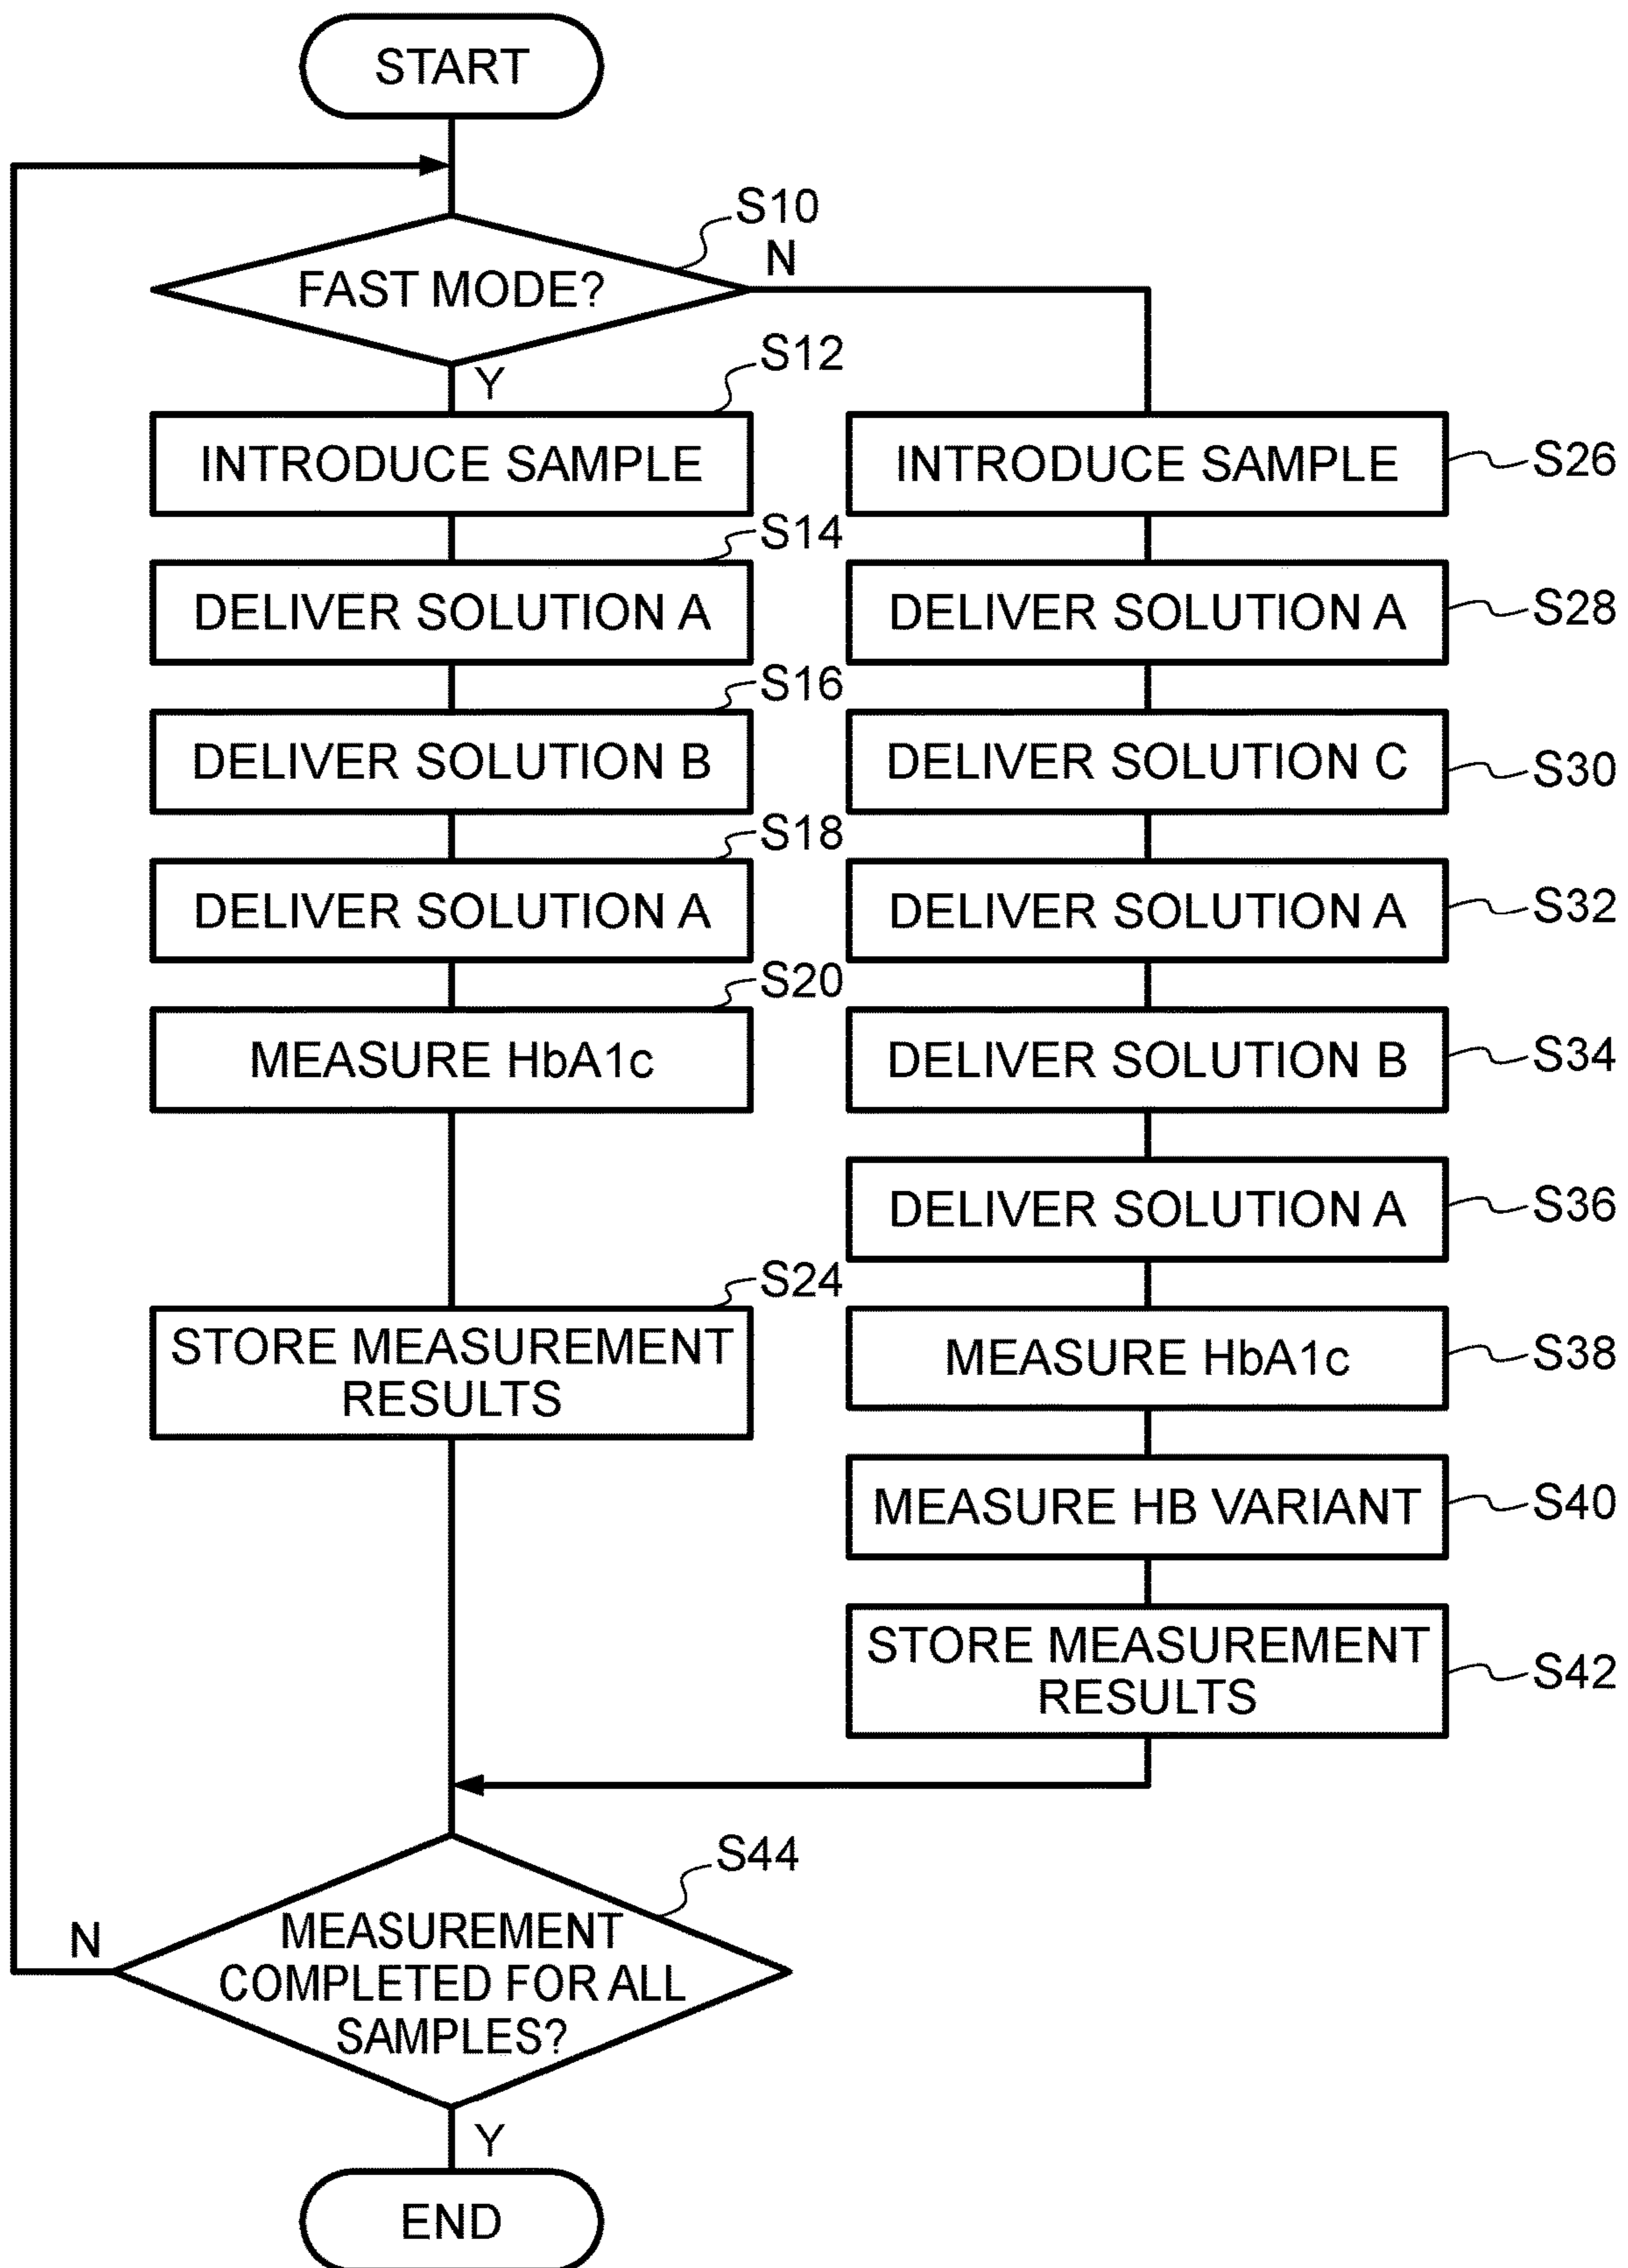 START
S10
FAST MODE?
N
Y
S12
INTRODUCE SAMPLE
S14
DELIVER SOLUTION A
S16
DELIVER SOLUTION B
S18
DELIVER SOLUTION A
S20
MEASURE HbA1c
S24
STORE MEASUREMENT
RESULTS
INTRODUCE SAMPLE
S26
DELIVER SOLUTION A
S28
DELIVER SOLUTION C
S30
DELIVER SOLUTION A
S32
DELIVER SOLUTION B
S34
DELIVER SOLUTION A
S36
MEASURE HbA1c
S38
MEASURE HB VARIANT
S40
STORE MEASUREMENT
RESULTS
S42
S44
N
MEASUREMENT
COMPLETED FOR ALL
SAMPLES?
Y
END